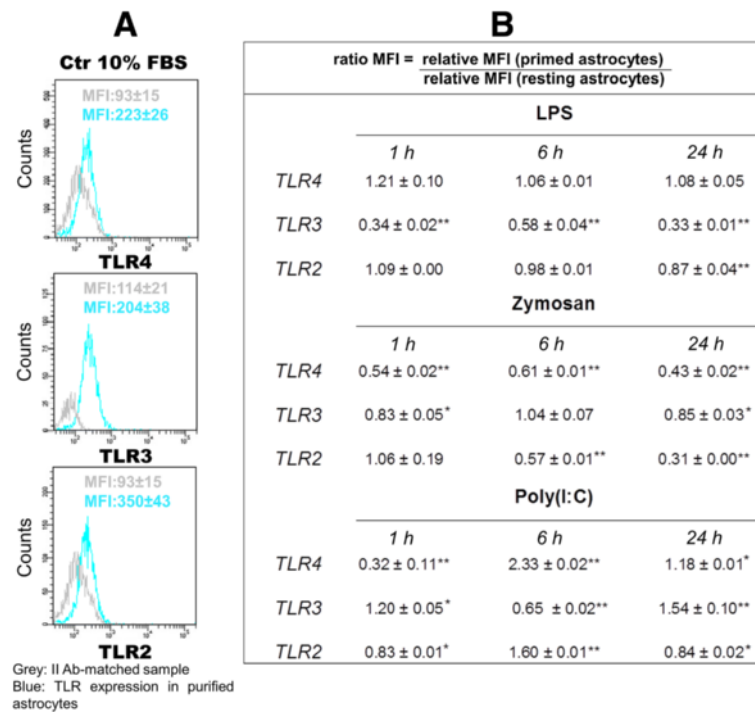 A
Ctr 10% FBS
MFI:93±15
MFI:223±26
Counts
TLR4
MFI:114±21
MFI:204±38
Counts
TLR3
MFI:93±15
MFI:350±43
Counts
TLR2
Grey: II Ab-matched sample
Blue: TLR expression in purified
astrocytes
B
ratio MFI = relative MFI (primed astrocytes)
relative MFI (resting astrocytes)
LPS
1 h 6 h 24 h
TLR4 1.21 ± 0.10 1.06 ± 0.01 1.08 ± 0.05
TLR3 0.34 ± 0.02** 0.58 ± 0.04** 0.33 ± 0.01**
TLR2 1.09 ± 0.00 0.98 ± 0.01 0.87 ± 0.04**
Zymosan
1 h 6 h 24 h
TLR4 0.54 ± 0.02** 0.61 ± 0.01** 0.43 ± 0.02**
TLR3 0.83 ± 0.05* 1.04 ± 0.07 0.85 ± 0.03*
TLR2 1.06 ± 0.19 0.57 ± 0.01** 0.31 ± 0.00**
Poly(I:C)
1 h 6 h 24 h
TLR4 0.32 ± 0.11** 2.33 ± 0.02** 1.18 ± 0.01*
TLR3 1.20 ± 0.05* 0.65 ± 0.02** 1.54 ± 0.10**
TLR2 0.83 ± 0.01* 1.60 ± 0.01** 0.84 ± 0.02*